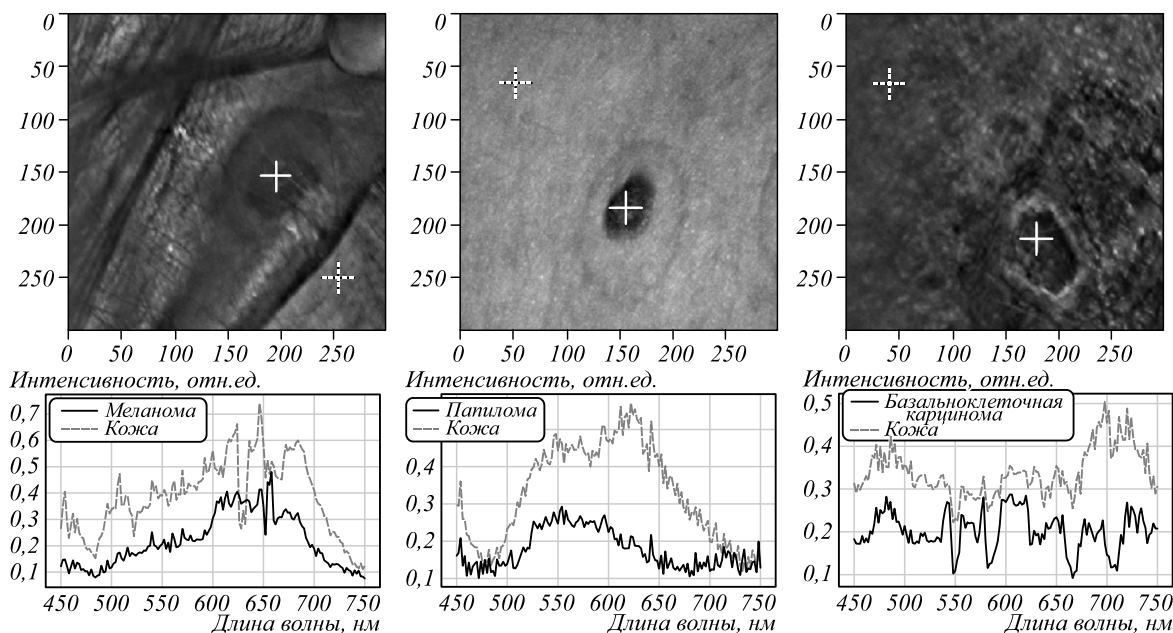 0
50
100
150
200
250
0 50 100 150 200 250
0
50
100
150
200
250
0 50 100 150 200 250
0
50
100
150
200
250
0 50 100 150 200 250
Интенсивность, отн.ед.
0,7
0,6
0,5
0,4
0,3
0,2
0,1
Меланома
Кожа
450 500 550 600 650 700 750
Длина волны, нм
Интенсивность, отн.ед.
Папилома
Кожа
0,4
0,3
0,2
0,1
450 500 550 600 650 700 750
Длина волны, нм
Интенсивность, отн.ед.
0,5
0,4
0,3
0,2
0,1
Базальноклеточная
карцинома
Кожа
450 500 550 600 650 700 750
Длина волны, нм